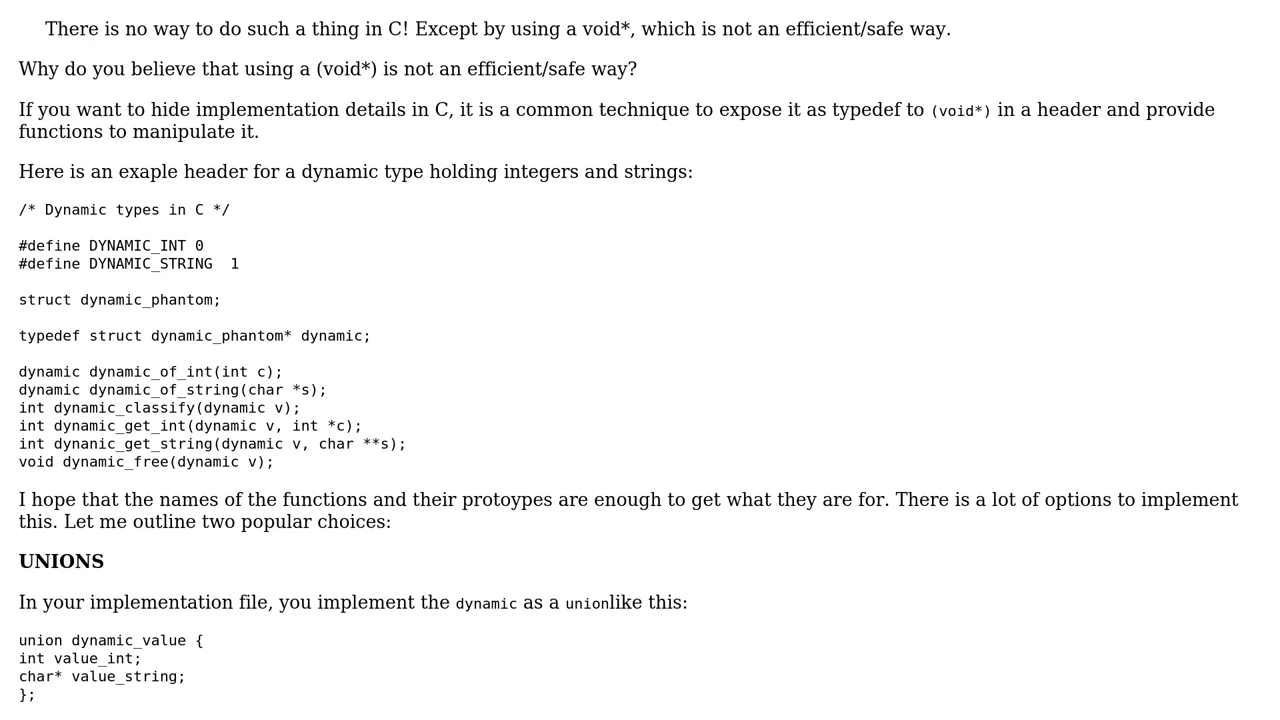 There is no way to do such a thing in C! Except by using a void*, which is not an efficient/safe way.
Why do you believe that using a (void*) is not an efficient/safe way?
If you want to hide implementation details in C, it is a common technique to expose it as typedef to (void*) in a header and provide
functions to manipulate it.
Here is an exaple header for a dynamic type holding integers and strings:
/* Dynamic types in C */
#define DYNAMIC_INT 0
#define DYNAMIC_STRING  1
struct dynamic_phantom;
typedef struct dynamic_phantom* dynamic;
dynamic dynamic_of_int(int c);
dynamic dynamic_of_string(char *s);
int dynamic_classify(dynamic v);
int dynamic_get_int(dynamic v, int *c);
int dynanic_get_string(dynamic v, char **s);
void dynamic_free(dynamic v);
I hope that the names of the functions and their protoypes are enough to get what they are for. There is a lot of options to implement
this. Let me outline two popular choices:
UNIONS
In your implementation file, you implement the dynamic as a unionlike this:
union dynamic_value {
int value_int;
char* value_string;
};